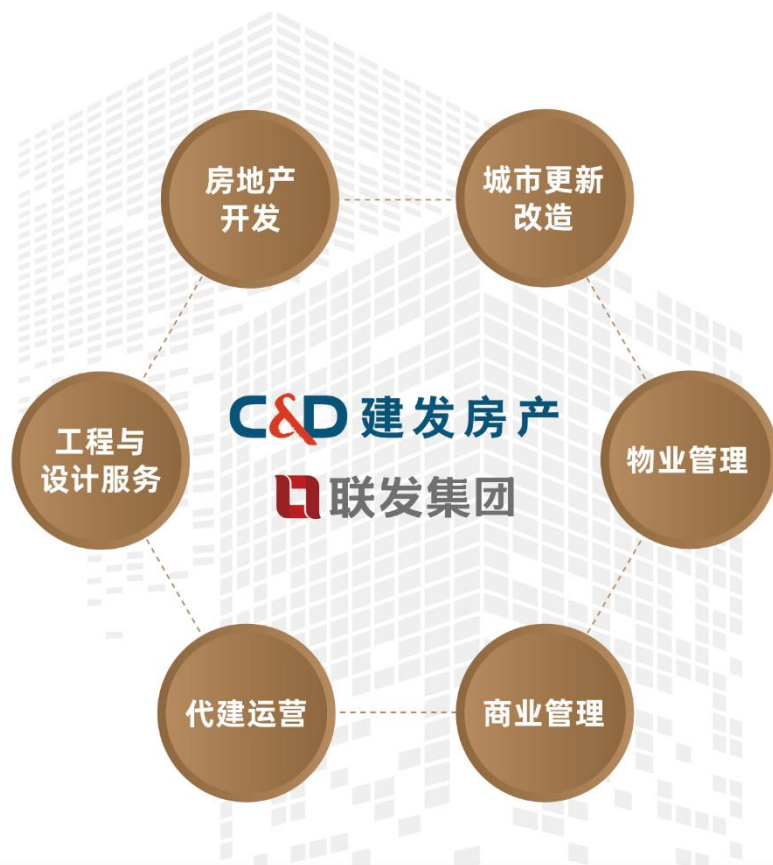 房地产
开发
城市更新
改造
工程与
设计服务
C&D 建发房产
联发集团
物业管理
代建运营
商业管理